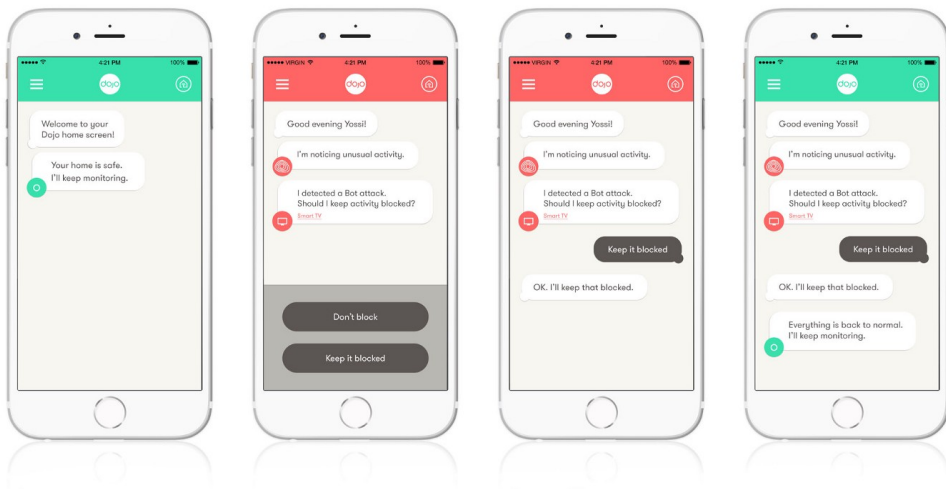 4:21 PM
100%
dojo
Welcome to your
Dojo home screen!
Your home is safe.
I'll keep monitoring.
VIRGIN
4:21 PM
100%
dojo
Good evening Yossi!
I'm noticing unusual activity.
I detected a Bot attack.
Should I keep activity blocked?
Smart TV
Don't block
Keep it blocked
VIRGIN
4:21 PM
100%
dojo
Good evening Yossi!
I'm noticing unusual activity.
I detected a Bot attack.
Should I keep activity blocked?
Smart TV
Keep it blocked
OK. I'll keep that blocked.
VIRGIN
4:21 PM
100%
dojo
Good evening Yossi!
I'm noticing unusual activity.
I detected a Bot attack.
Should I keep activity blocked?
Smart TV
Keep it blocked
OK. I'll keep that blocked.
Everything is back to normal.
I'll keep monitoring.